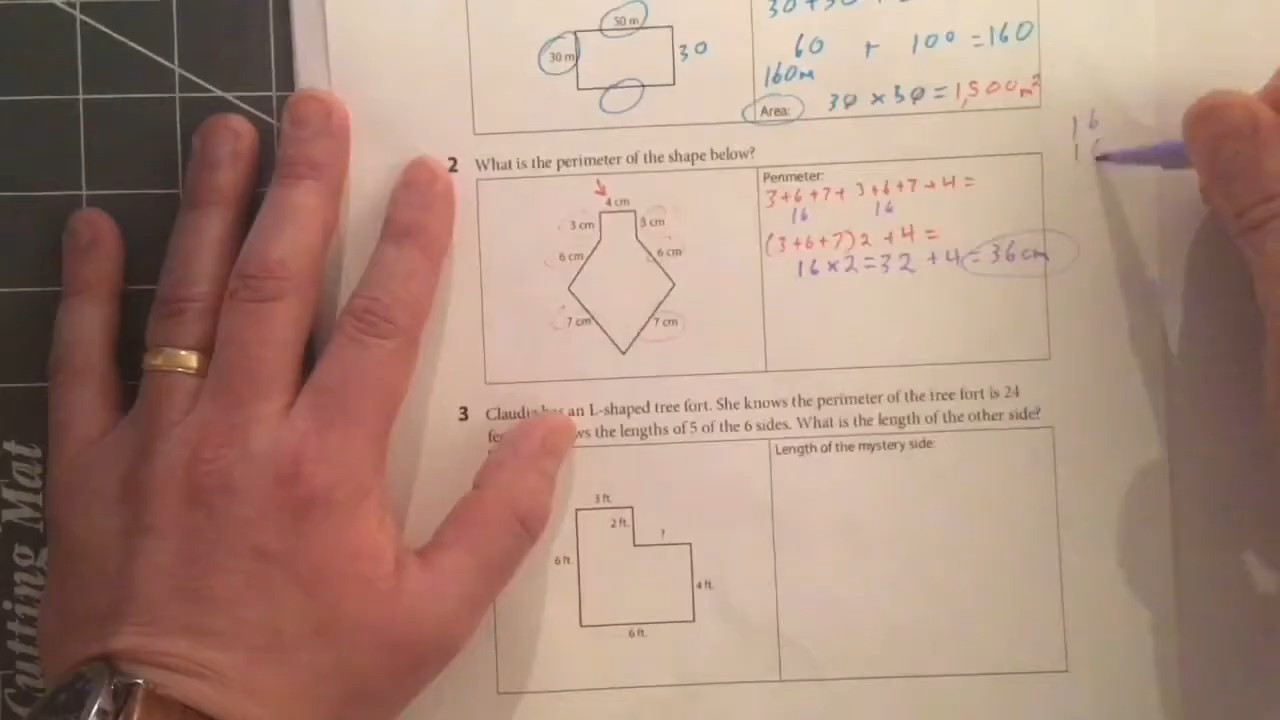 50 m
30 m
30
60 + 100 = 160
160m
Area: 30 x 50 = 1,500m²
16
16
2 What is the perimeter of the shape below?
4 cm
3 cm
3 cm
6 cm
6 cm
7 cm
7 cm
Perimeter:
3+6+7+3+6+7+4=
16 16
(3+6+7)2 +4=
16x2=32 +4=36cm
3 Claudia an L-shaped tree fort. She knows the perimeter of the tree fort is 24
the lengths of 5 of the 6 sides. What is the length of the other side?
3 ft.
2 ft.
?
6 ft.
4 ft.
6 ft.
Length of the mystery side:
Cutting Mat